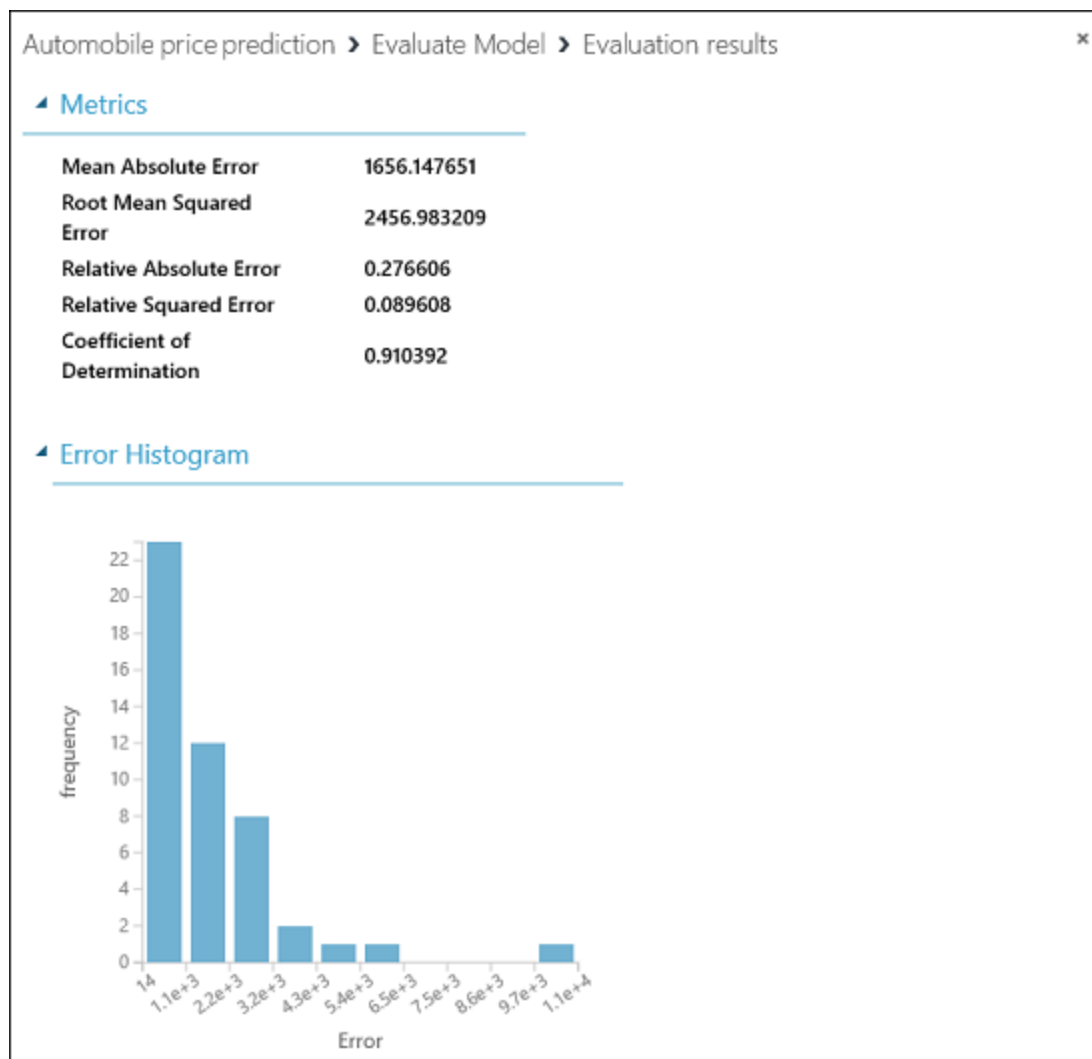 Automobile price prediction > Evaluate Model > Evaluation results ×
Metrics
Mean Absolute Error 1656.147651
Root Mean Squared
Error 2456.983209
Relative Absolute Error 0.276606
Relative Squared Error 0.089608
Coefficient of
Determination 0.910392
Error Histogram
22
20
18
16
14
12
10
8
6
4
2
0
frequency
14 1.1e+3 2.2e+3 3.2e+3 4.3e+3 5.4e+3 6.5e+3 7.5e+3 8.6e+3 9.7e+3 1.1e+4
Error